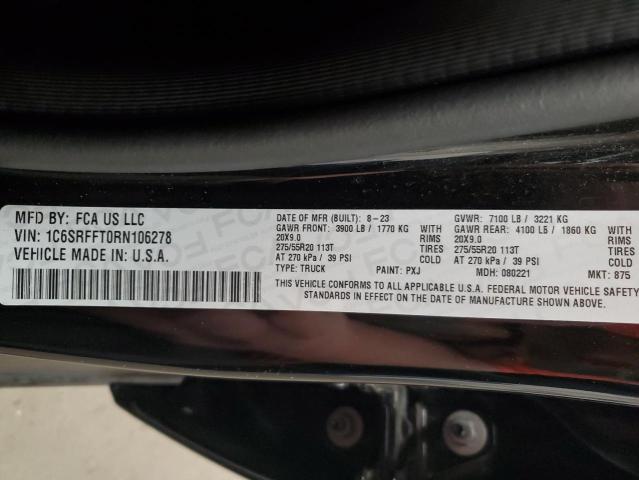 MFD BY: FCA US LLC
VIN: 1C6SRFFT0RN106278
VEHICLE MADE IN: U.S.A.
DATE OF MFR (BUILT): 8-23 GVWR: 7100 LB / 3221 KG
GAWR FRONT: 3900 LB / 1770 KG WITH GAWR REAR: 4100 LB / 1860 KG WITH
20X9.0 RIMS 20X9.0 RIMS
275/55R20 113T TIRES 275/55R20 113T TIRES
AT 270 kPa / 39 PSI COLD AT 270 kPa / 39 PSI COLD
TYPE: TRUCK PAINT: PXJ MDH: 080221 MKT: 875
THIS VEHICLE CONFORMS TO ALL APPLICABLE U.S.A. FEDERAL MOTOR VEHICLE SAFETY
STANDARDS IN EFFECT ON THE DATE OF MANUFACTURE SHOWN ABOVE.